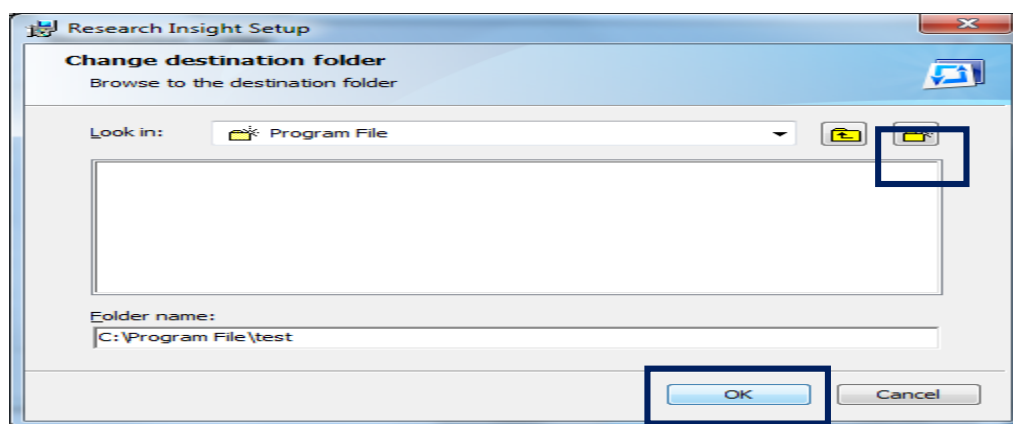 Research Insight Setup
Change destination folder
Browse to the destination folder
Look in: Program File
Folder name:
C:\Program File\test
OK Cancel